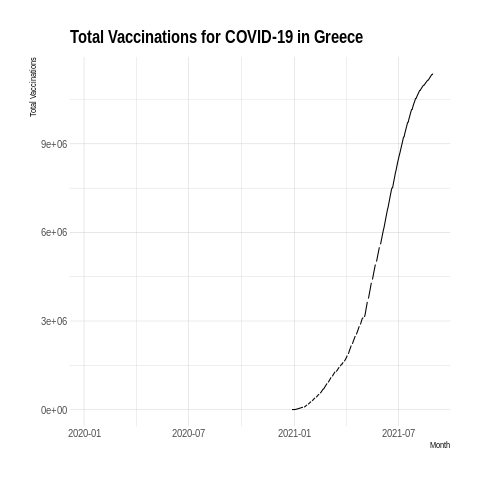 Total Vaccinations for COVID-19 in Greece
Total Vaccinations
9e+06
6e+06
3e+06
0e+00
2020-01 2020-07 2021-01 2021-07
Month